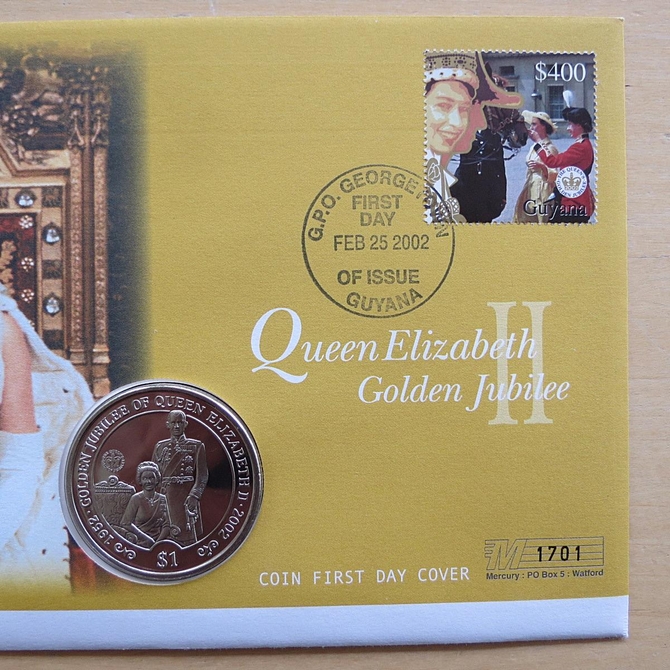 $400
Guyana
G.P.O. GEORGETOWN
FIRST
DAY
FEB 25 2002
OF ISSUE
GUYANA
II
Queen Elizabeth
Golden Jubilee
1952 · GOLDEN JUBILEE OF QUEEN ELIZABETH II · 2002
$1
COIN FIRST DAY COVER
M 1701
Mercury : PO Box 5 : Watford